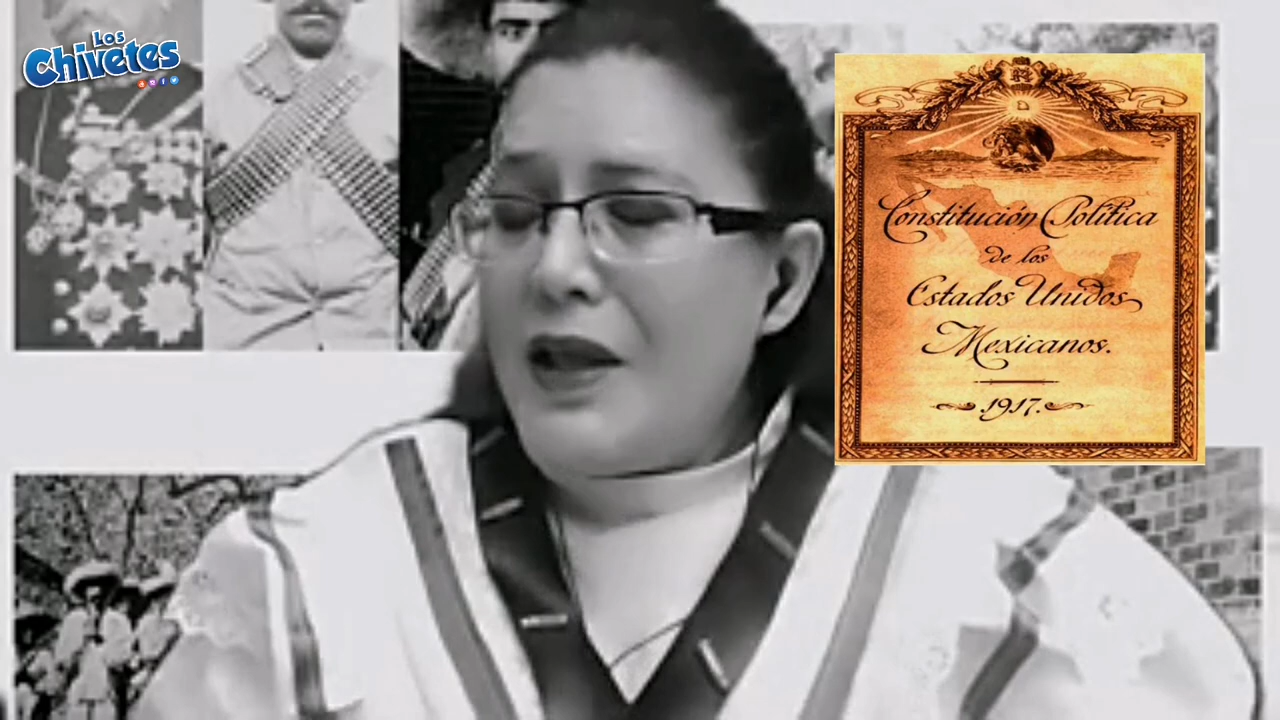 Los
Chivetes
Constitución Política
de los
Estados Unidos
Mexicanos.
1917.